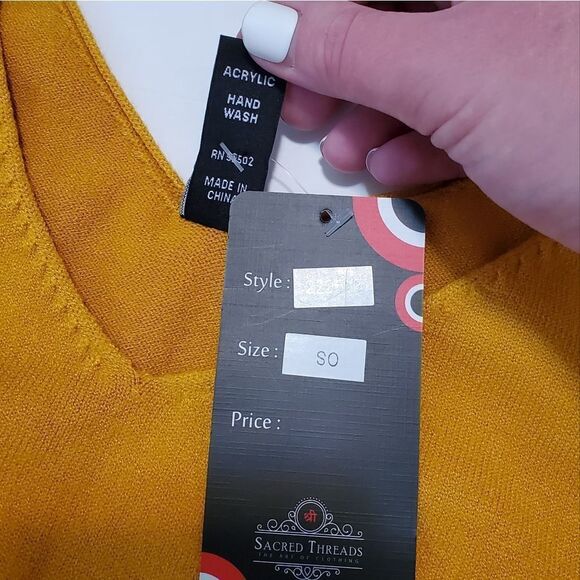 ACRYLIC
HAND
WASH
MADE IN
CHINA
Style :
Size : SO
Price :
श्री
SACRED THREADS
THE ART OF CLOTHING